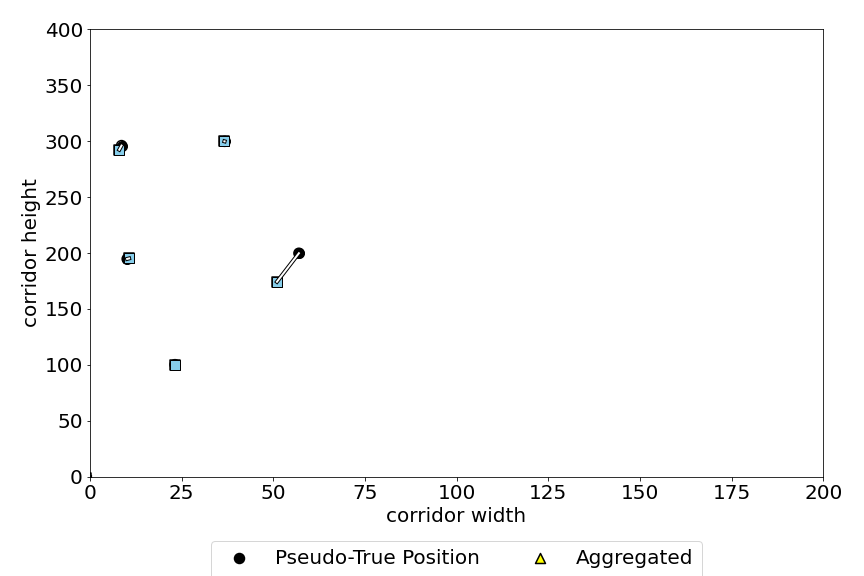 400
350
300
250
200
150
100
50
0
corridor height
0 25 50 75 100 125 150 175 200
corridor width
Pseudo-True Position Aggregated